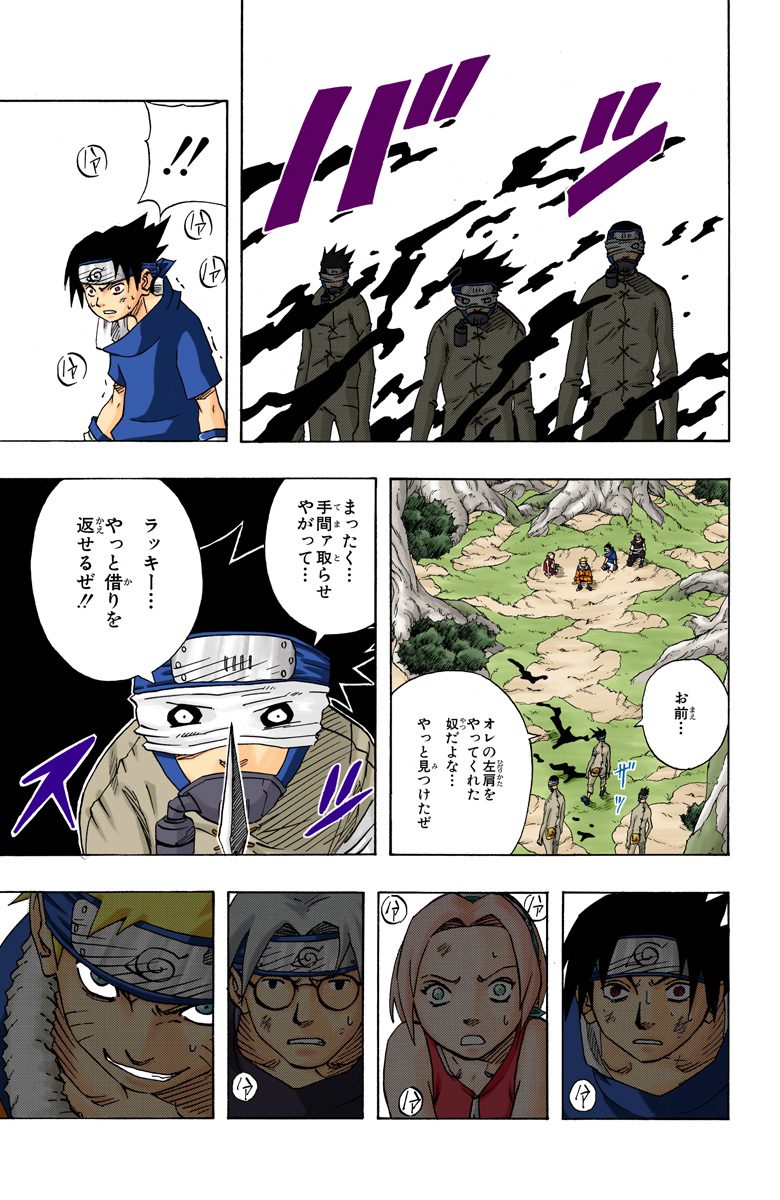 バッ
!!
ハァ
ハァ
ハァ
ハァ
お前…
オレの左肩を
やってくれた
奴だよな…
やっと見つけたぜ
ザッ
まったく…
手間ァ取らせ
やがって…
ラッキー…
やっと借りを
返せるぜ!!
ハァ
ハァ
ハァ
ハァ
ハァ